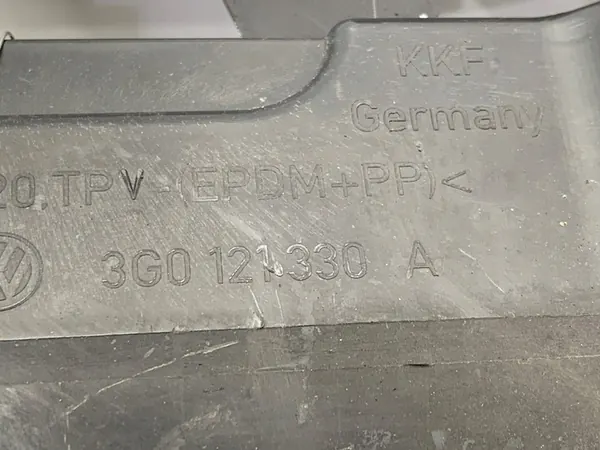 KKF
Germany
20.TPV-(EPDM+PP)<
3G0 121 330 A